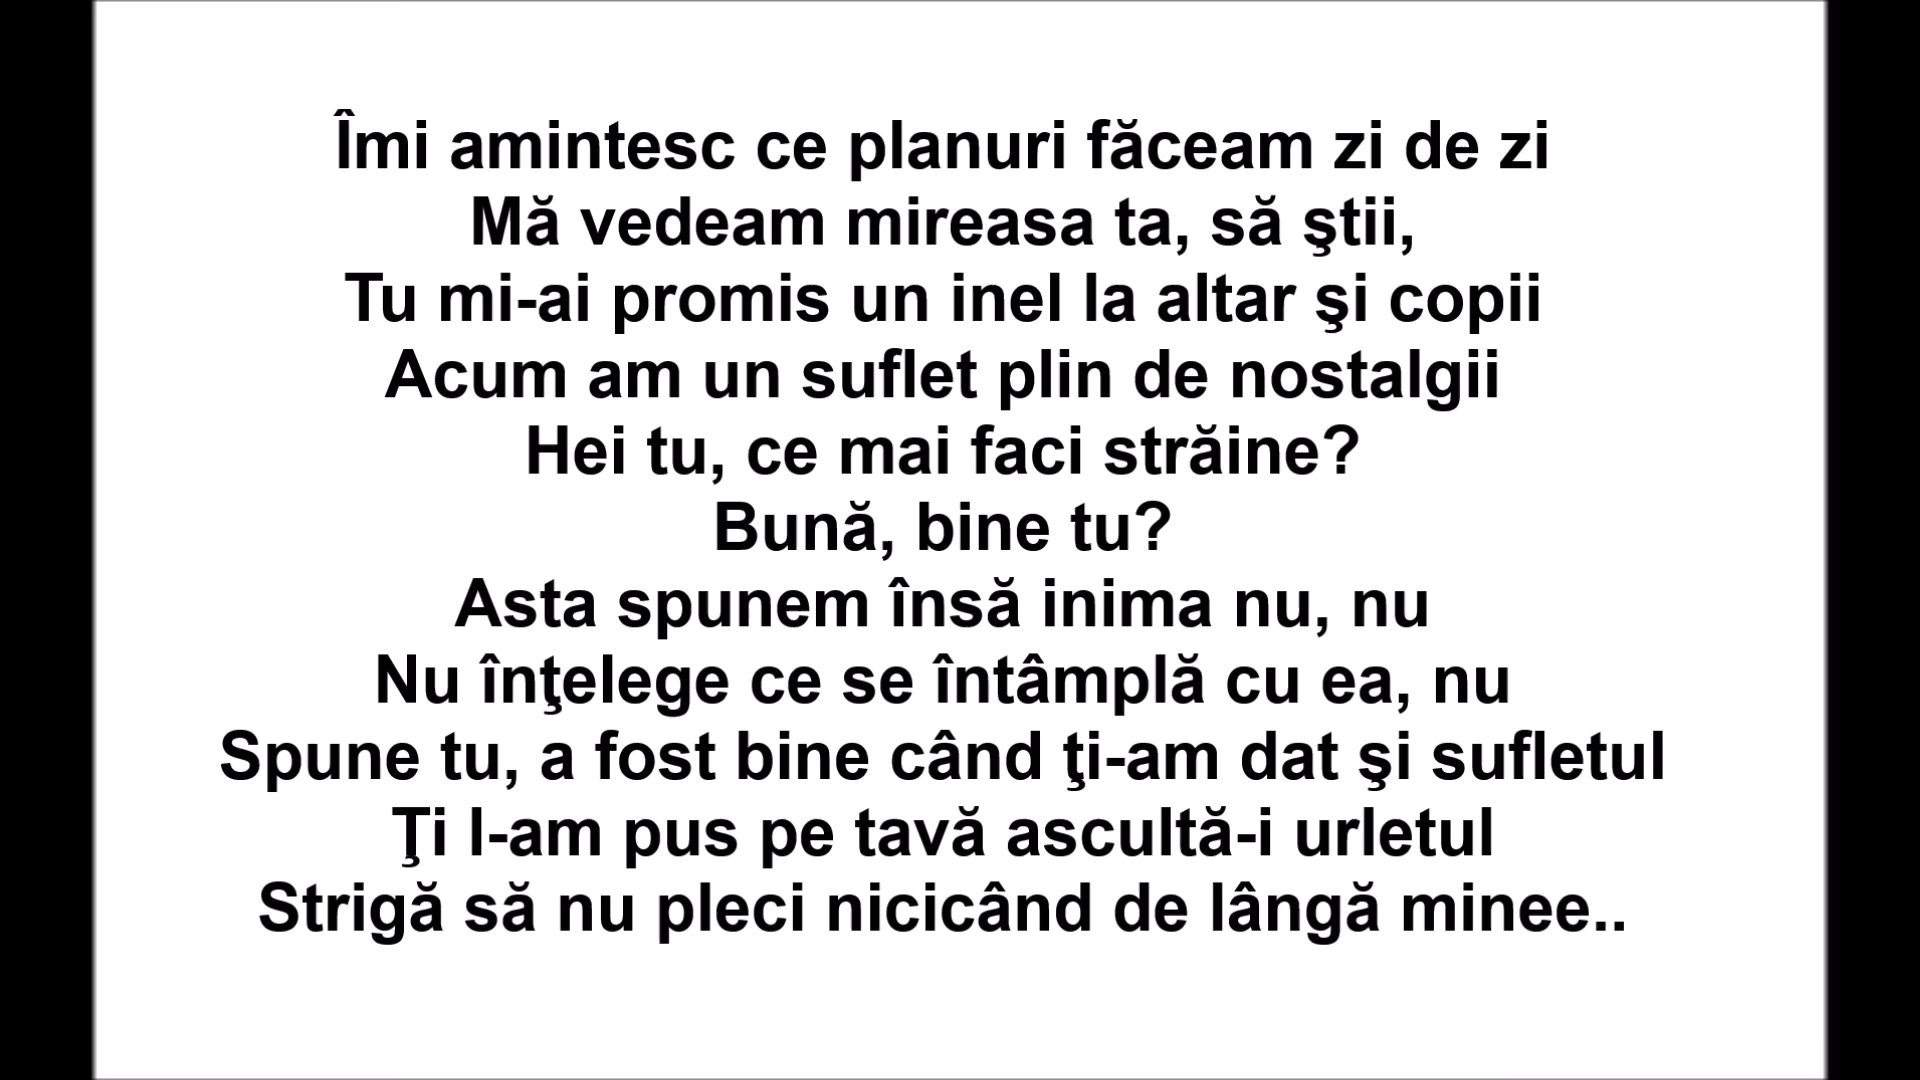 Îmi amintesc ce planuri făceam zi de zi
Mă vedeam mireasa ta, să ştii,
Tu mi-ai promis un inel la altar şi copii
Acum am un suflet plin de nostalgii
Hei tu, ce mai faci străine?
Bună, bine tu?
Asta spunem însă inima nu, nu
Nu înţelege ce se întâmplă cu ea, nu
Spune tu, a fost bine când ţi-am dat şi sufletul
Ţi l-am pus pe tavă ascultă-i urletul
Strigă să nu pleci nicicând de lângă minee..